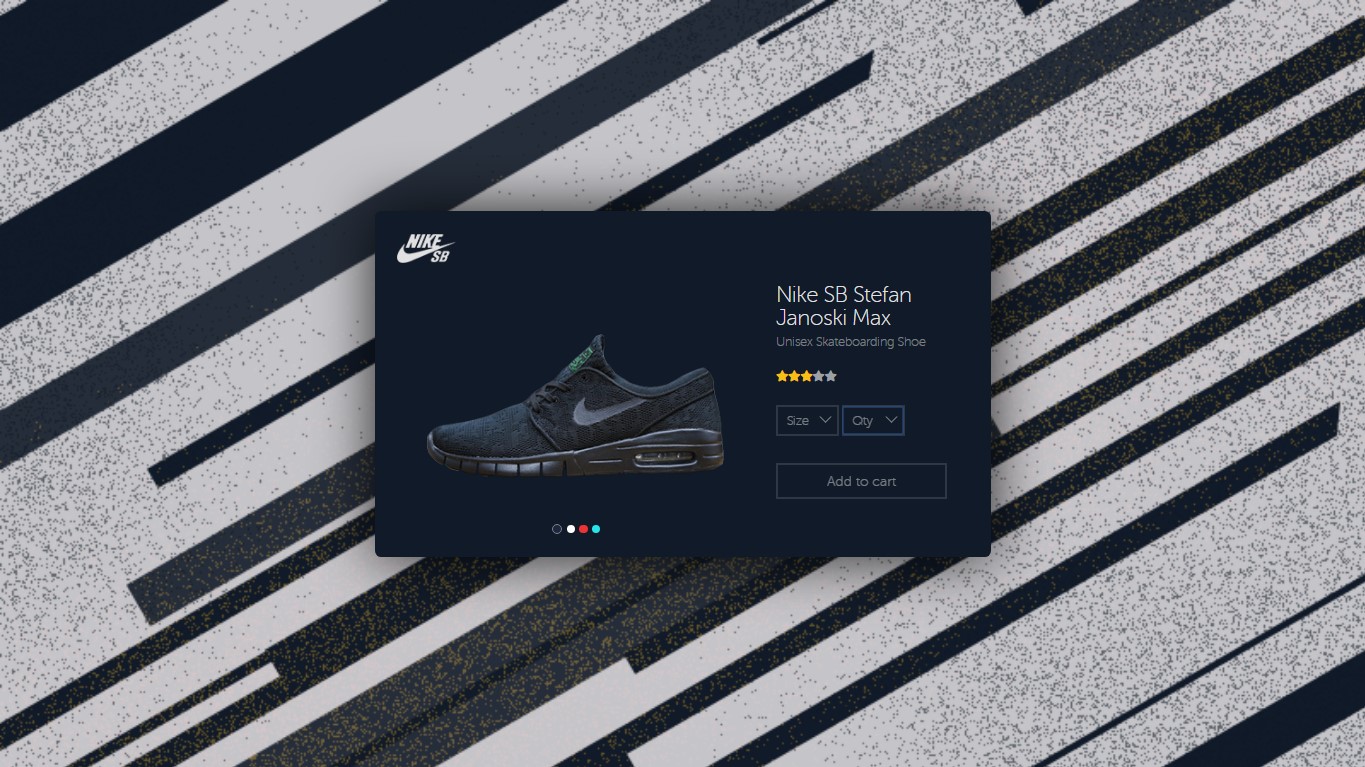 NIKE
SB
Nike SB Stefan
Janoski Max
Unisex Skateboarding Shoe
Size
Qty
Add to cart